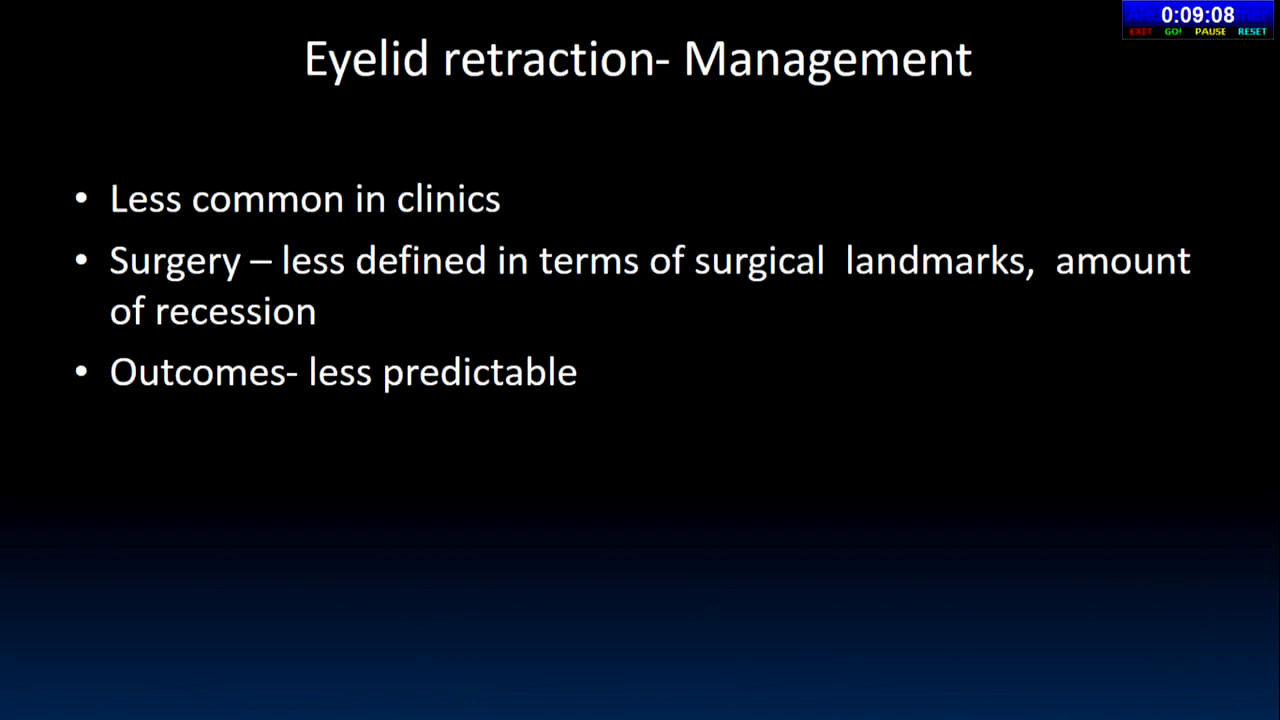 0:09:08
EXIT GO! PAUSE RESET
Eyelid retraction- Management
• Less common in clinics
• Surgery – less defined in terms of surgical landmarks, amount
of recession
• Outcomes- less predictable